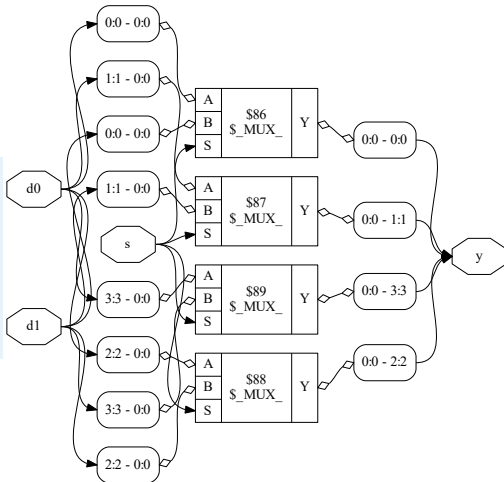 0:0 - 0:0
1:1 - 0:0
A
$86
B
$_MUX_
Y
S
0:0 - 0:0
0:0 - 0:0
d0
1:1 - 0:0
A
$87
B
$_MUX_
Y
S
0:0 - 1:1
s
y
3:3 - 0:0
A
$89
B
$_MUX_
Y
S
0:0 - 3:3
d1
2:2 - 0:0
A
$88
B
$_MUX_
Y
S
0:0 - 2:2
3:3 - 0:0
2:2 - 0:0